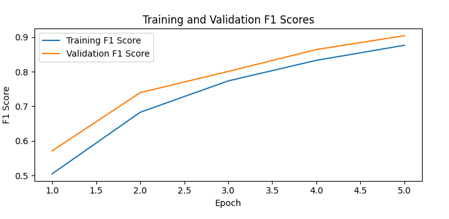 Training and Validation F1 Scores
Training F1 Score
Validation F1 Score
F1 Score
0.9
0.8
0.7
0.6
0.5
1.0 1.5 2.0 2.5 3.0 3.5 4.0 4.5 5.0
Epoch